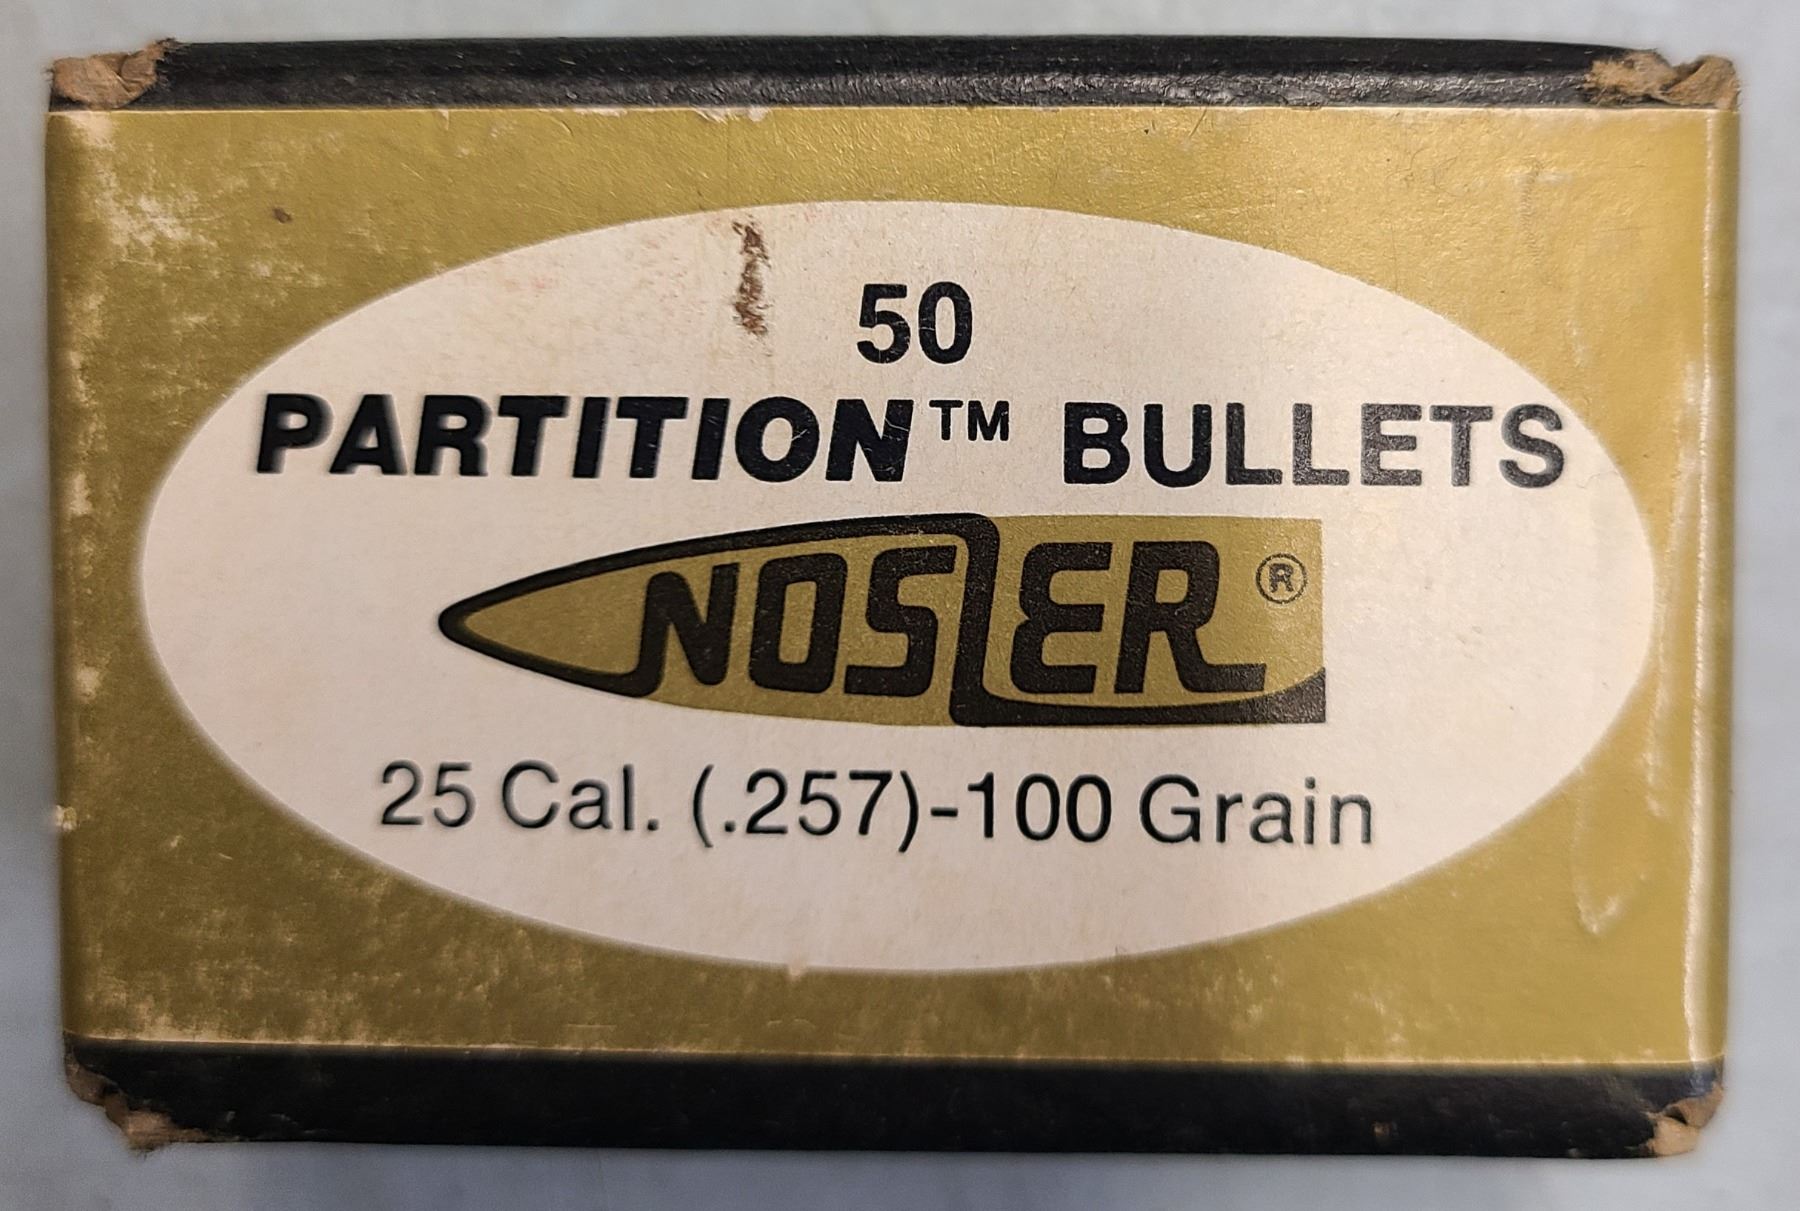 50
PARTITION™ BULLETS
NOSLER®
25 Cal. (.257)-100 Grain